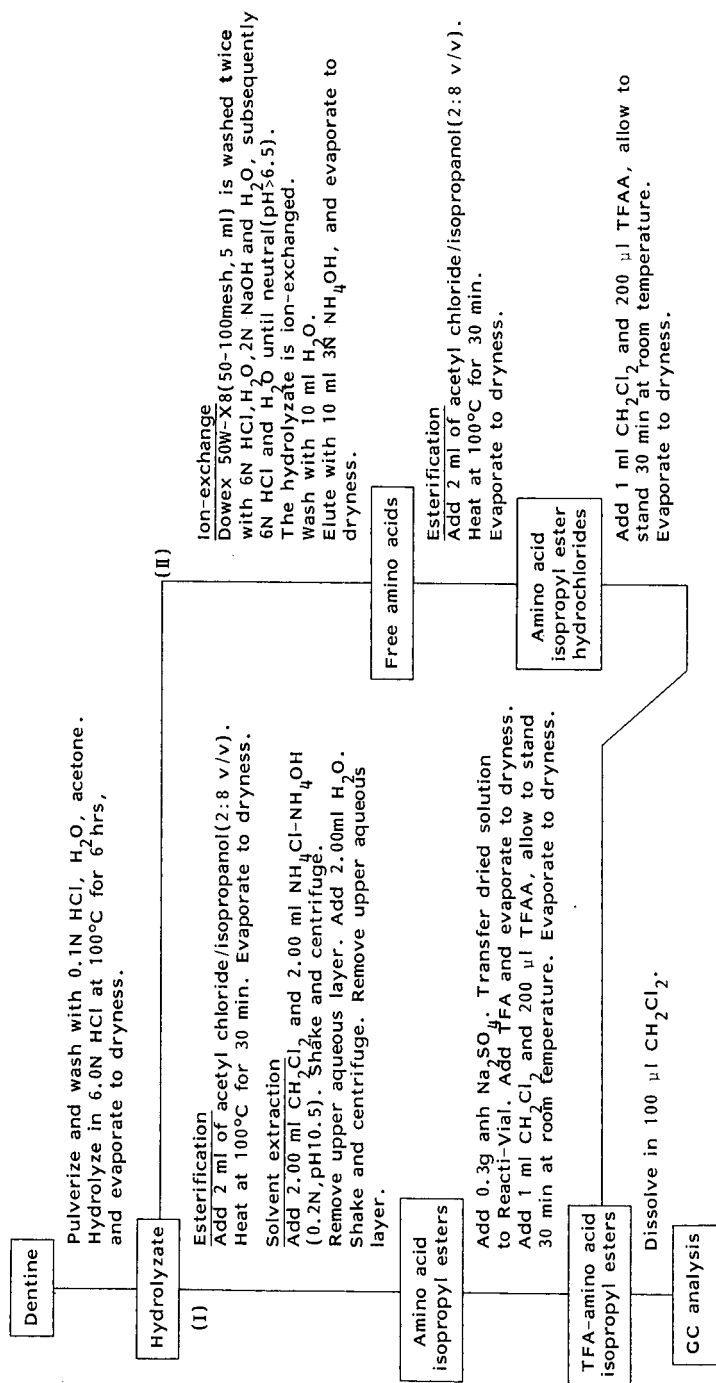 Dentine
Pulverize and wash with 0.1N HCl, H2O, acetone.
Hydrolyze in 6.0N HCl at 100°C for 6 hrs,
and evaporate to dryness.
Hydrolyzate
(I)
Esterification
Add 2 ml of acetyl chloride/isopropanol(2:8 v/v).
Heat at 100°C for 30 min. Evaporate to dryness.
Solvent extraction
Add 2.00 ml CH2Cl2 and 2.00 ml NH4Cl-NH4OH
(0.2N,pH10.5). Shake and centrifuge.
Remove upper aqueous layer. Add 2.00ml H2O.
Shake and centrifuge. Remove upper aqueous
layer.
Amino acid
isopropyl esters
Add 0.3g anh Na2SO4. Transfer dried solution
to Reacti-Vial. Add TFA and evaporate to dryness.
Add 1 ml CH2Cl2 and 200 µl TFAA, allow to stand
30 min at room temperature. Evaporate to dryness.
TFA-amino acid
isopropyl esters
Dissolve in 100 µl CH2Cl2.
GC analysis
(II)
Ion-exchange
Dowex 50W-X8(50-100mesh,5 ml) is washed twice
with 6N HCl,H2O,2N NaOH and H2O, subsequently
6N HCl and H2O until neutral(pH>6.5).
The hydrolyzate is ion-exchanged.
Wash with 10 ml H2O.
Elute with 10 ml 3N NH4OH, and evaporate to
dryness.
Free amino acids
Esterification
Add 2 ml of acetyl chloride/isopropanol(2:8 v/v).
Heat at 100°C for 30 min.
Evaporate to dryness.
Amino acid
isopropyl ester
hydrochlorides
Add 1 ml CH2Cl2 and 200 µl TFAA, allow to
stand 30 min at room temperature.
Evaporate to dryness.